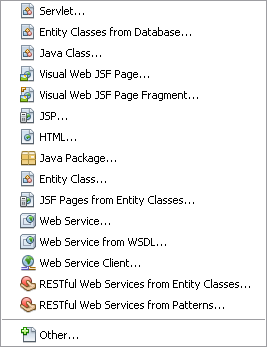 Servlet...
Entity Classes from Database...
Java Class...
Visual Web JSF Page...
Visual Web JSF Page Fragment...
JSP...
HTML...
Java Package...
Entity Class...
JSF Pages from Entity Classes...
Web Service...
Web Service from WSDL...
Web Service Client...
RESTful Web Services from Entity Classes...
RESTful Web Services from Patterns...
Other...